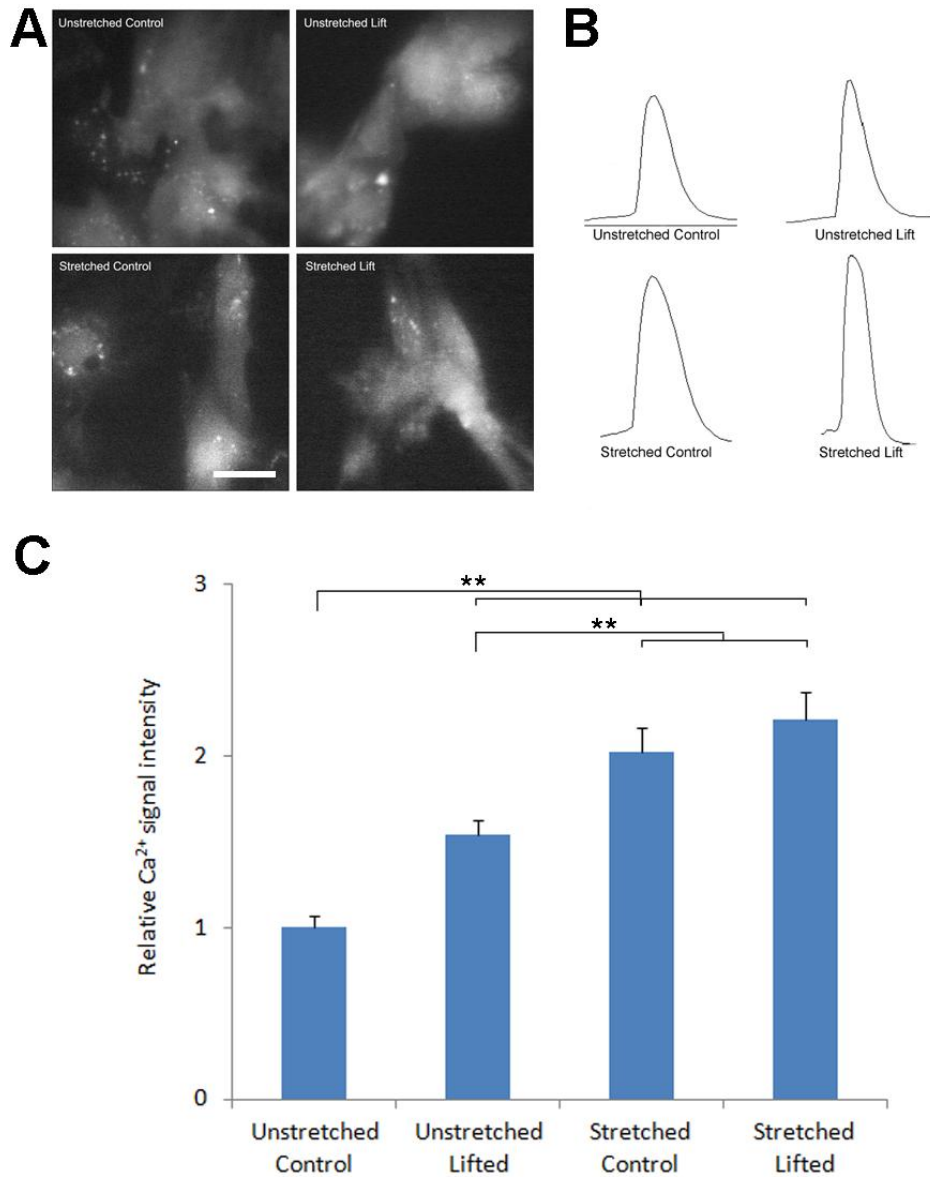 A
Unstretched Control
Unstretched Lift
Stretched Control
Stretched Lift
B
Unstretched Control
Unstretched Lift
Stretched Control
Stretched Lift
C
Relative Ca²⁺ signal intensity
3
2
1
0
**
**
Unstretched
Control
Unstretched
Lifted
Stretched
Control
Stretched
Lifted